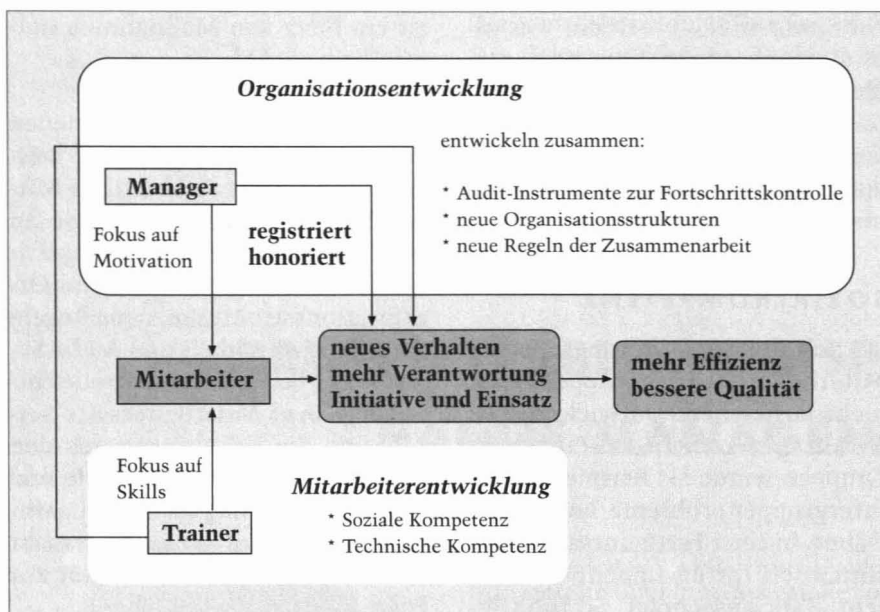 Organisationsentwicklung
entwickeln zusammen:
Manager
* Audit-Instrumente zur Fortschrittskontrolle
* neue Organisationsstrukturen
* neue Regeln der Zusammenarbeit
Fokus auf
Motivation
registriert
honoriert
Mitarbeiter
neues Verhalten
mehr Verantwortung
Initiative und Einsatz
mehr Effizienz
bessere Qualität
Fokus auf
Skills
Mitarbeiterentwicklung
* Soziale Kompetenz
* Technische Kompetenz
Trainer